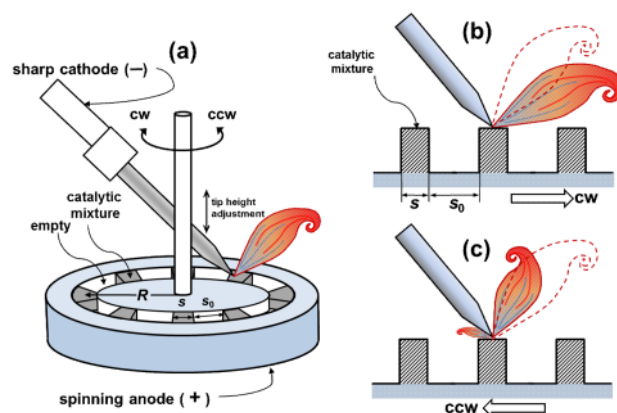 (a)
sharp cathode (—)
cw
ccw
catalytic
mixture
empty
tip height
adjustment
R
s
s₀
spinning anode (+)
(b)
catalytic
mixture
s
s₀
cw
(c)
ccw